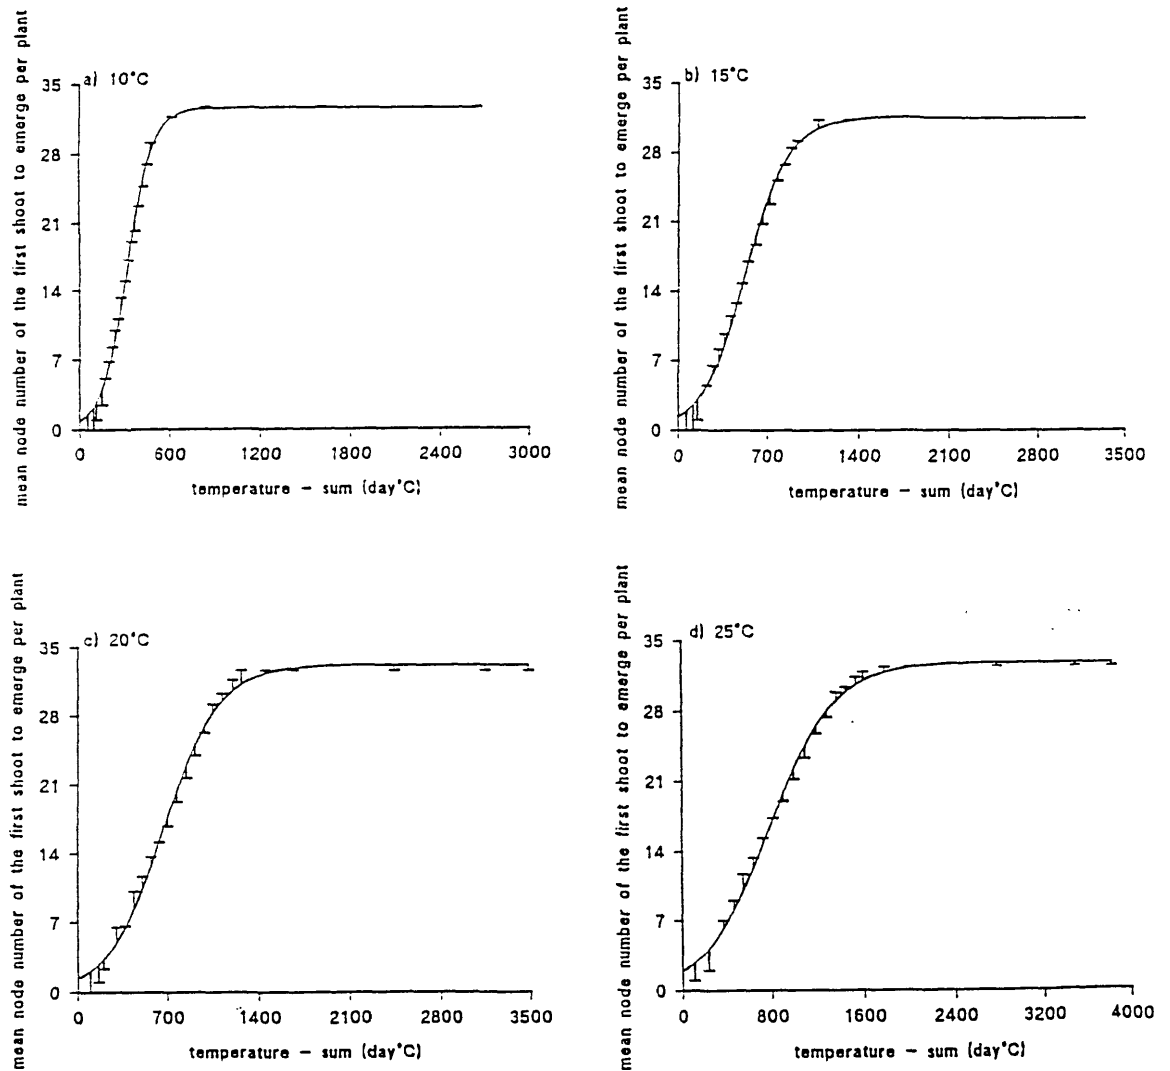 mean node number of the first shoot to emerge per plant
a) 10°C
35
28
21
14
7
0
0 600 1200 1800 2400 3000
temperature – sum (day°C)
mean node number of the first shoot to emerge per plant
b) 15°C
35
28
21
14
7
0
0 700 1400 2100 2800 3500
temperature – sum (day°C)
mean node number of the first shoot to emerge per plant
c) 20°C
35
28
21
14
7
0
0 700 1400 2100 2800 3500
temperature – sum (day°C)
mean node number of the first shoot to emerge per plant
d) 25°C
35
28
21
14
7
0
0 800 1600 2400 3200 4000
temperature – sum (day°C)